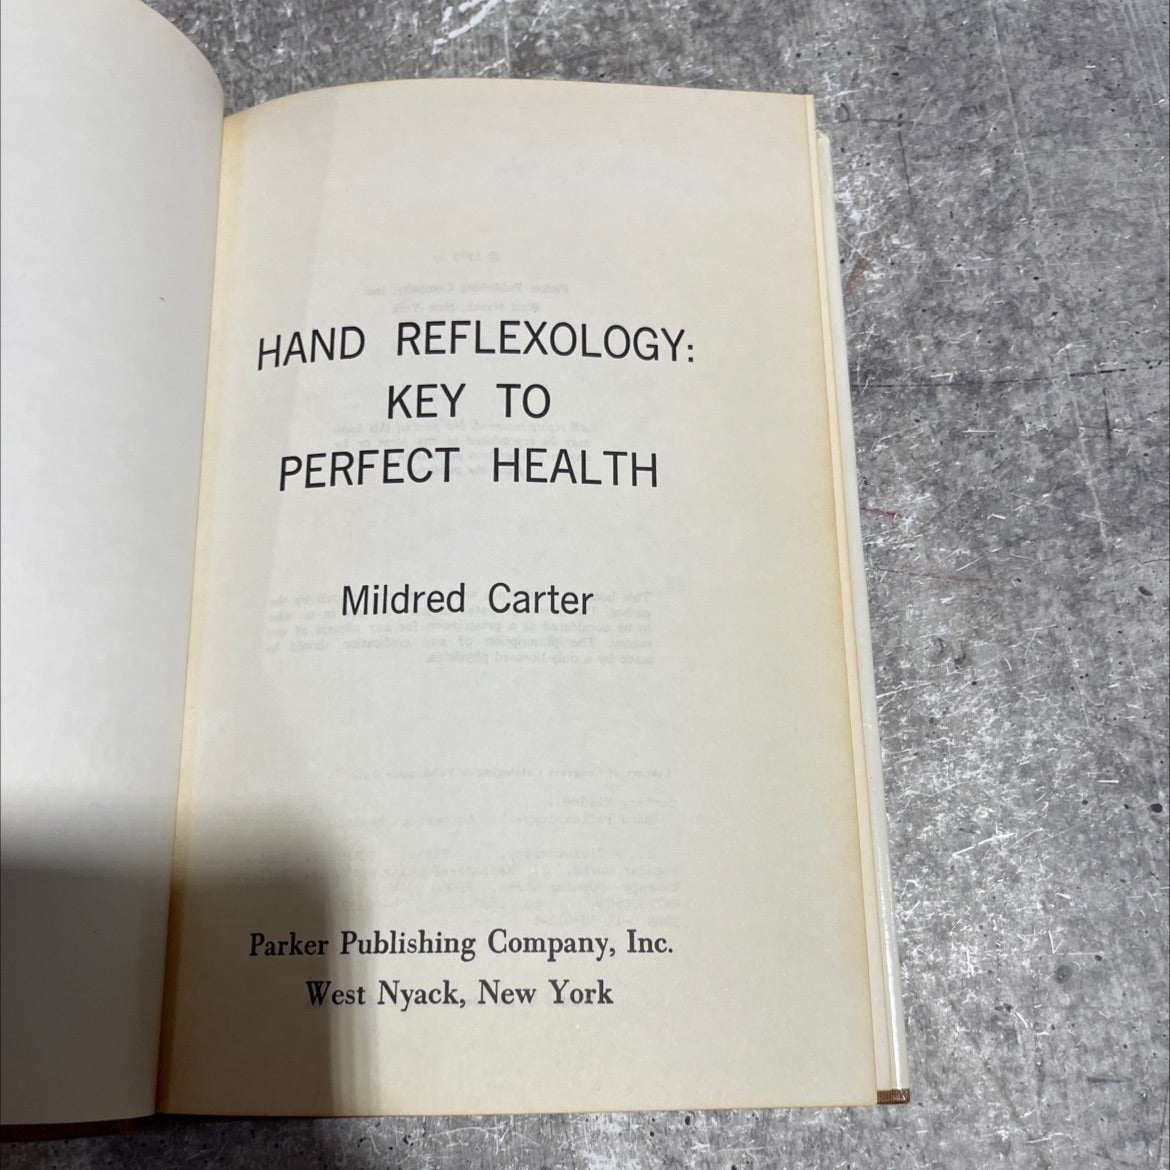 HAND REFLEXOLOGY:
KEY TO
PERFECT HEALTH
Mildred Carter
Parker Publishing Company, Inc.
West Nyack, New York